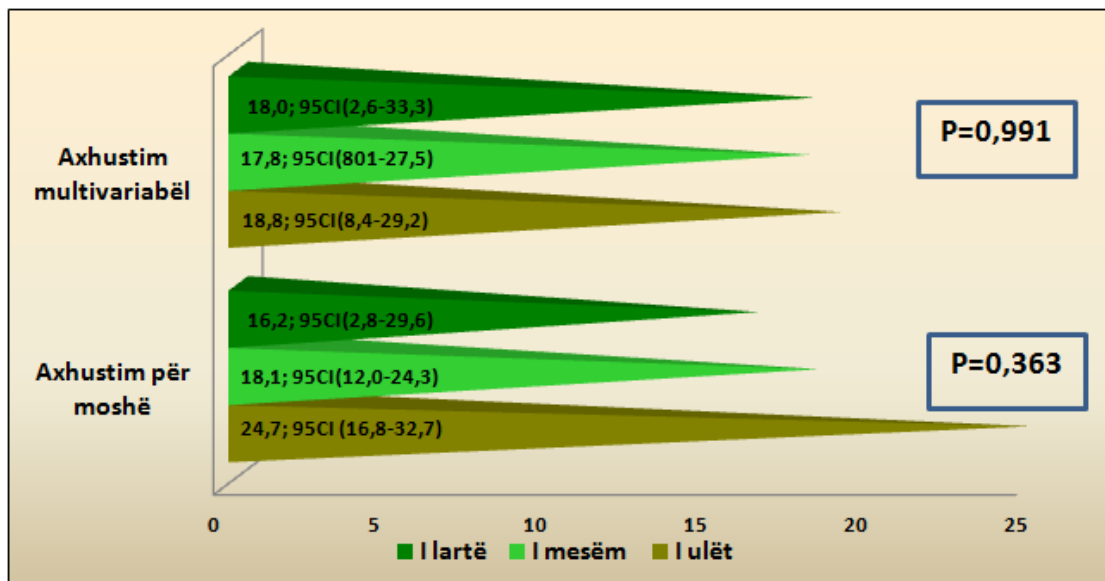 Axhustim
multivariabël
18,0; 95CI(2,6-33,3)
17,8; 95CI(801-27,5)
18,8; 95CI(8,4-29,2)
P=0,991
Axhustim për
moshë
16,2; 95CI(2,8-29,6)
18,1; 95CI(12,0-24,3)
24,7; 95CI (16,8-32,7)
P=0,363
0 5 10 15 20 25
I lartë I mesëm I ulët